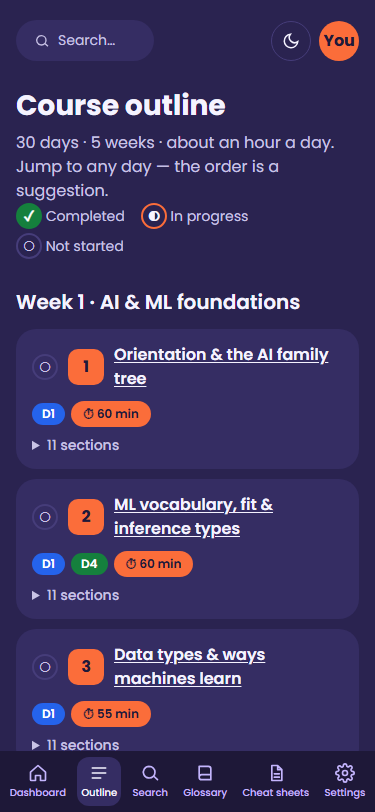 Search...
You
Course outline
30 days · 5 weeks · about an hour a day.
Jump to any day — the order is a
suggestion.
Completed
In progress
Not started
Week 1 · AI & ML foundations
1
Orientation & the AI family
tree
D1
60 min
11 sections
2
ML vocabulary, fit &
inference types
D1
D4
60 min
11 sections
3
Data types & ways
machines learn
D1
55 min
11 sections
Dashboard
Outline
Search
Glossary
Cheat sheets
Settings